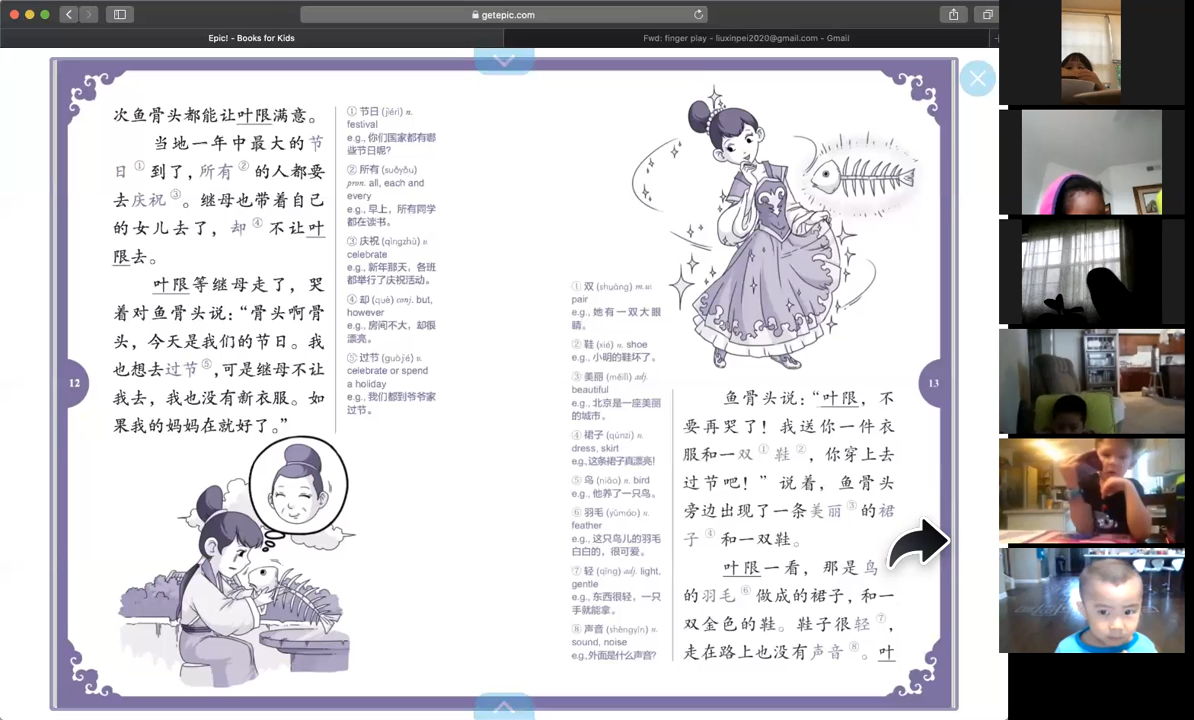 getepic.com
Epic! - Books for Kids
Fwd: finger play - liuxinpei2020@gmail.com - Gmail
次鱼骨头都能让叶限满意。
当地一年中最大的节
日①到了，所有②的人都要
去庆祝③。继母也带着自己
的女儿去了，却④不让叶
限去。
叶限等继母走了，哭
着对鱼骨头说：“骨头啊骨
头，今天是我们的节日。我
也想去过节⑤,可是继母不让
我去，我也没有新衣服。如
果我的妈妈在就好了。”
① 节日 (jiérì) n.
festival
e.g., 你们国家都有哪
些节日呢?
② 所有 (suǒyǒu)
pron. all, each and
every
e.g., 早上，所有同学
都在读书。
③ 庆祝 (qìngzhù) v.
celebrate
e.g., 新年那天，各班
都举行了庆祝活动。
④ 却 (què) conj. but,
however
e.g., 房间不大，却很
漂亮。
⑤ 过节 (guòjié) v.
celebrate or spend
a holiday
e.g., 我们都到爷爷家
过节。
12
① 双 (shuāng) m.w.
pair
e.g., 她有一双大眼
睛。
② 鞋 (xié) n. shoe
e.g., 小明的鞋坏了。
③ 美丽 (měilì) adj.
beautiful
e.g., 北京是一座美丽
的城市。
④ 裙子 (qúnzi) n.
dress, skirt
e.g., 这条裙子真漂亮!
⑤ 鸟 (niǎo) n. bird
e.g., 他养了一只鸟。
⑥ 羽毛 (yǔmáo) n.
feather
e.g., 这只鸟儿的羽毛
白白的，很可爱。
⑦ 轻 (qīng) adj. light,
gentle
e.g., 东西很轻，一只
手就能拿。
⑧ 声音 (shēngyīn) n.
sound, noise
e.g., 外面是什么声音?
鱼骨头说：“叶限，不
要再哭了！我送你一件衣
服和一双①鞋②，你穿上去
过节吧！”说着，鱼骨头
旁边出现了一条美丽③的裙
子④和一双鞋。
叶限一看，那是鸟⑤
的羽毛⑥做成的裙子，和一
双金色的鞋。鞋子很轻⑦，
走在路上也没有声音⑧。叶
13